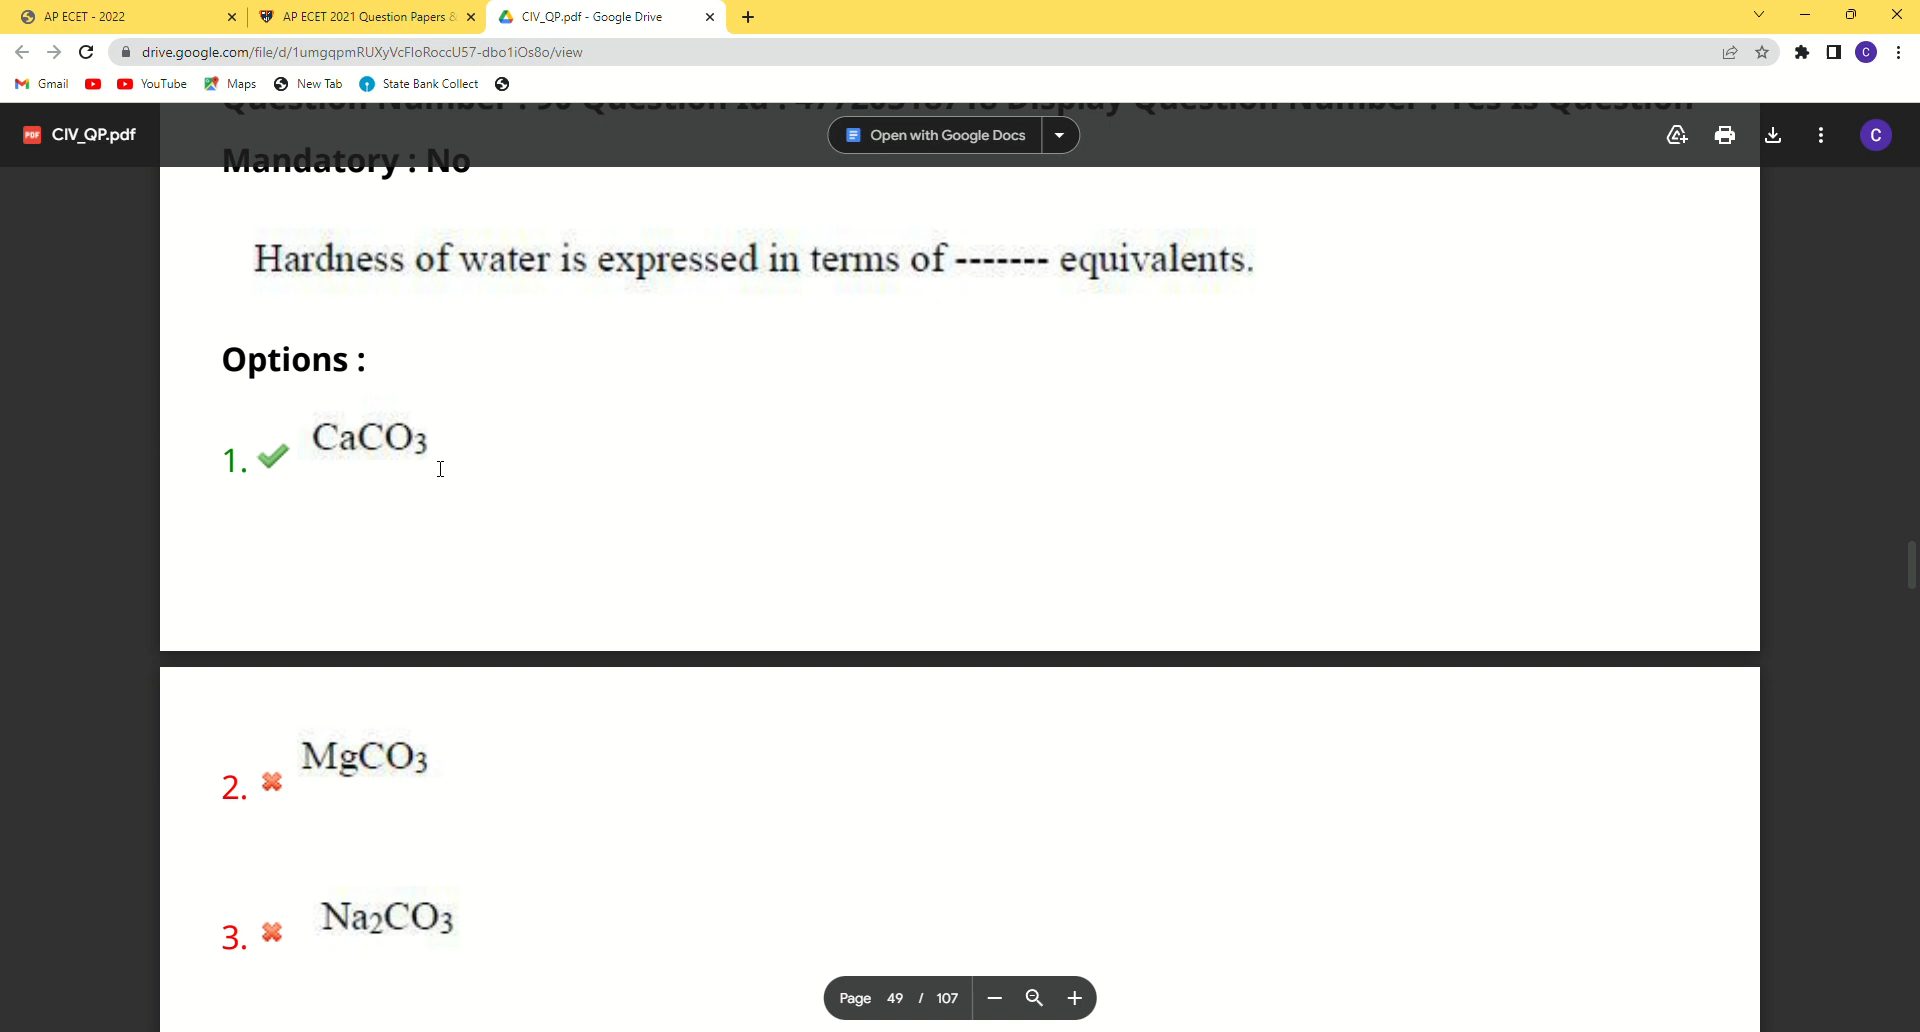 AP ECET - 2022
AP ECET 2021 Question Papers &
CIV_QP.pdf - Google Drive
drive.google.com/file/d/1umgqpmRUXyVcFIoRoccU57-dbo1iOs8o/view
C
Gmail
YouTube
Maps
New Tab
State Bank Collect
PDF
CIV_QP.pdf
Open with Google Docs
C
Mandatory : No
Hardness of water is expressed in terms of ------- equivalents.
Options :
1. CaCO3
2. MgCO3
3. Na2CO3
Page 49 / 107